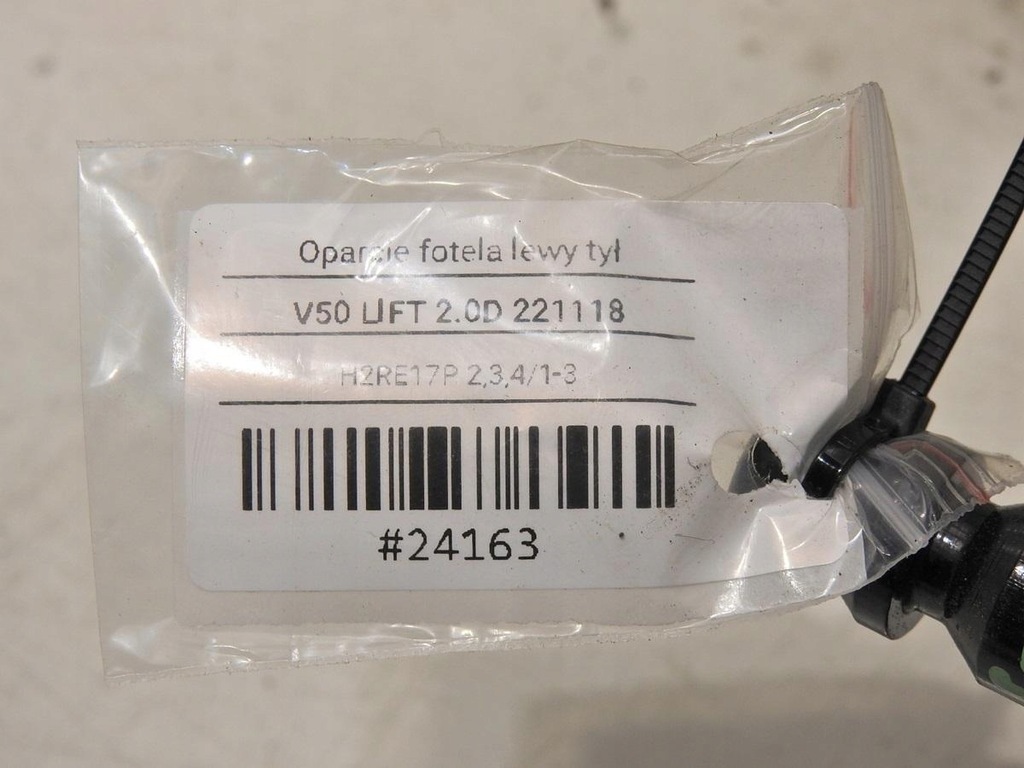 Oparcie fotela lewy tył
V50 LIFT 2.0D 221118
H2RE17P 2,3,4/1-3
#24163